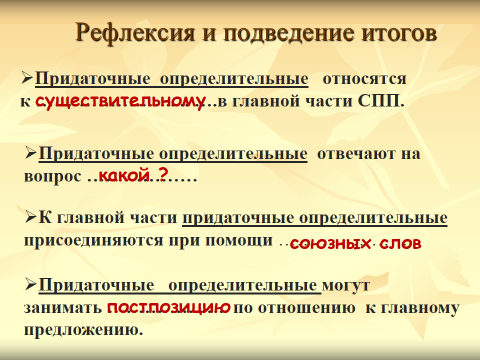 Рефлексия и подведение итогов
➢Придаточные определительные относятся
к существительному..в главной части СПП.
➢Придаточные определительные отвечают на
вопрос ..какой ?......
➢К главной части придаточные определительные
присоединяются при помощи ..союзных слов
➢Придаточные определительные могут
занимать постпозицию по отношению к главному
предложению.